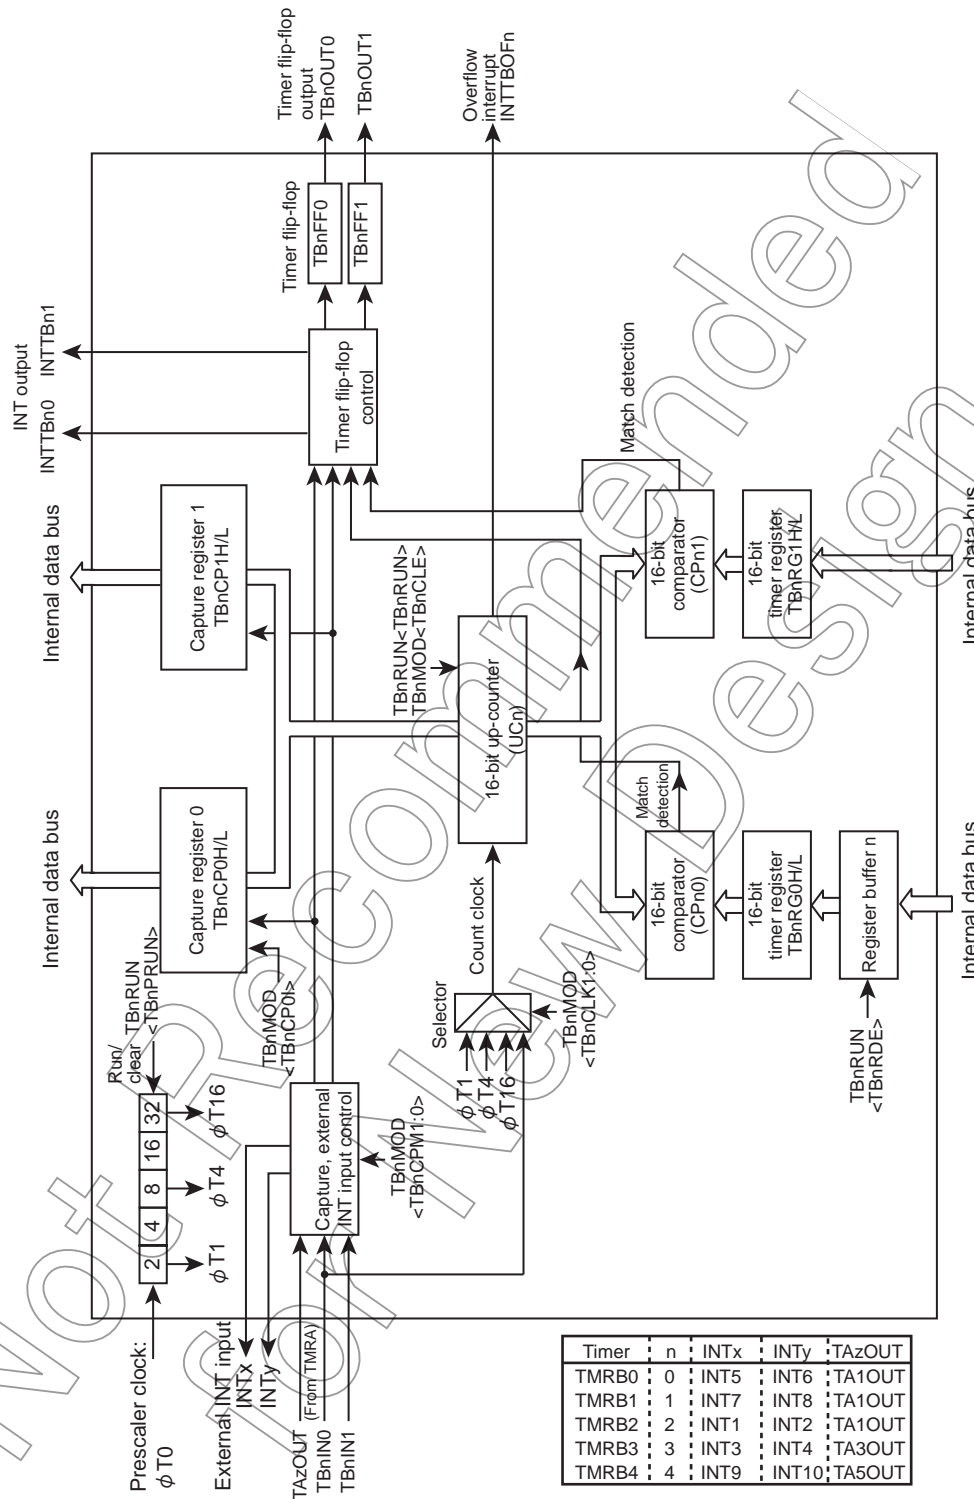 Not Recommended
for New Design
Prescaler clock:
φT0
2 4 8 16 32
Run/
clear
TBnRUN
<TBnPRUN>
φT1
φT4
φT16
External INT input
INTx
INTy
TAzOUT
(From TMRA)
TBnIN0
TBnIN1
Capture, external
INT input control
TBnMOD
<TBnCPM1:0>
TBnMOD
<TBnCP0I>
Internal data bus
Capture register 0
TBnCP0H/L
Internal data bus
Capture register 1
TBnCP1H/L
INT output
INTTBn0
INTTBn1
Timer flip-flop
control
Timer flip-flop
TBnFF0
TBnFF1
Timer flip-flop
output
TBnOUT0
TBnOUT1
Overflow
interrupt
INTTBOFn
Selector
φT1
φT4
φT16
TBnMOD
<TBnCLK1:0>
Count clock
16-bit up-counter
(UCn)
TBnRUN<TBnRUN>
TBnMOD<TBnCLE>
Match
detection
Match detection
16-bit
comparator
(CPn0)
16-bit
timer register
TBnRG0H/L
Register buffer n
TBnRUN
<TBnRDE>
Internal data bus
16-bit
comparator
(CPn1)
16-bit
timer register
TBnRG1H/L
Internal data bus
Timer n INTx INTy TAzOUT
TMRB0 0 INT5 INT6 TA1OUT
TMRB1 1 INT7 INT8 TA1OUT
TMRB2 2 INT1 INT2 TA1OUT
TMRB3 3 INT3 INT4 TA3OUT
TMRB4 4 INT9 INT10 TA5OUT